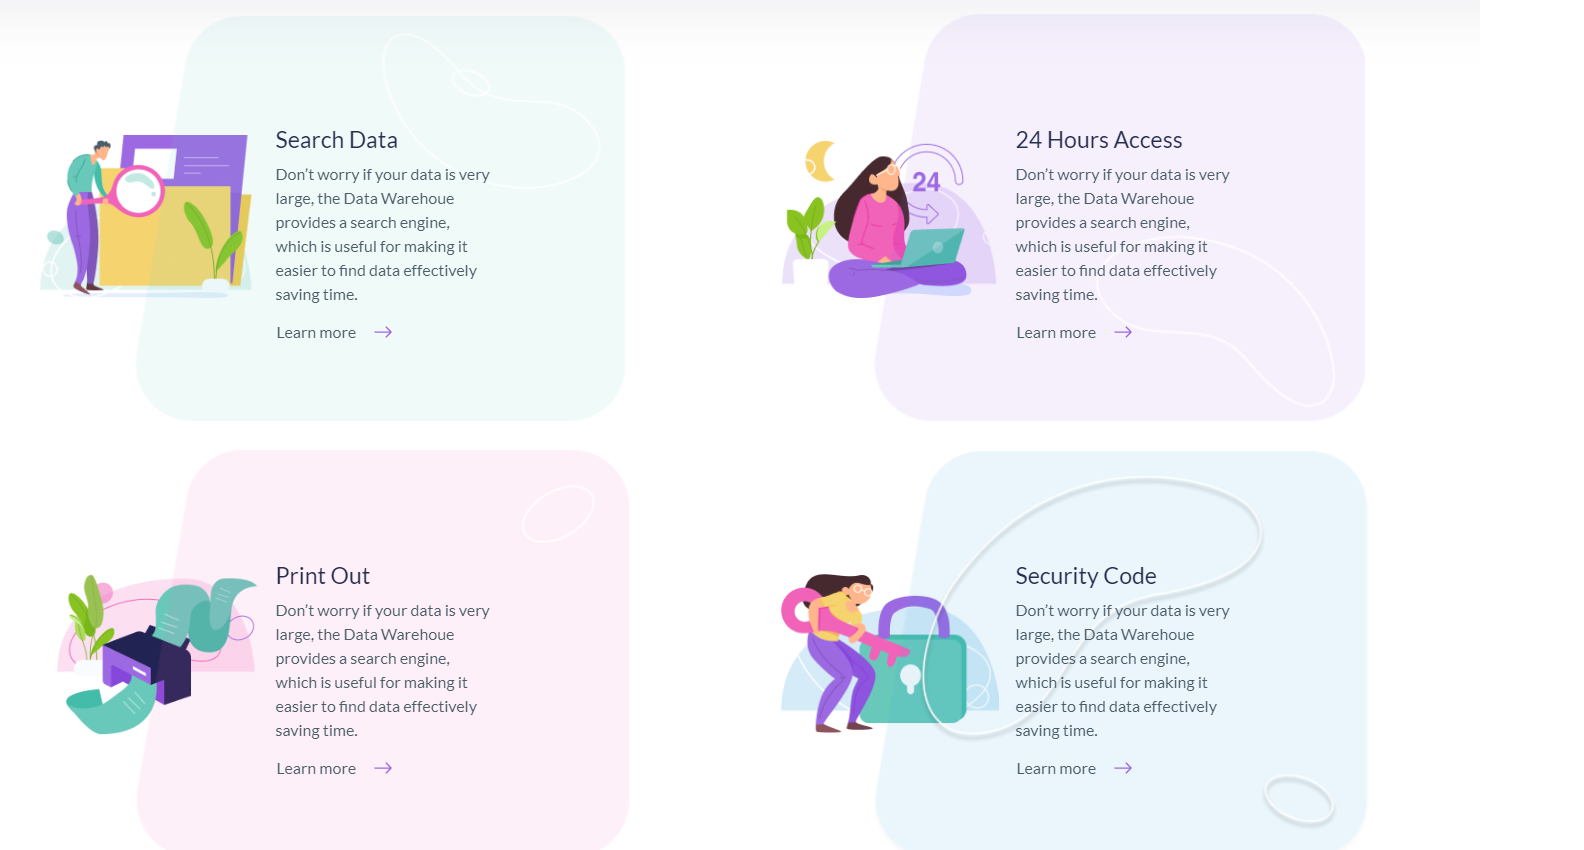 Search Data
Don't worry if your data is very
large, the Data Warehoue
provides a search engine,
which is useful for making it
easier to find data effectively
saving time.
Learn more
24
24 Hours Access
Don't worry if your data is very
large, the Data Warehoue
provides a search engine,
which is useful for making it
easier to find data effectively
saving time.
Learn more
Print Out
Don't worry if your data is very
large, the Data Warehoue
provides a search engine,
which is useful for making it
easier to find data effectively
saving time.
Learn more
Security Code
Don't worry if your data is very
large, the Data Warehoue
provides a search engine,
which is useful for making it
easier to find data effectively
saving time.
Learn more